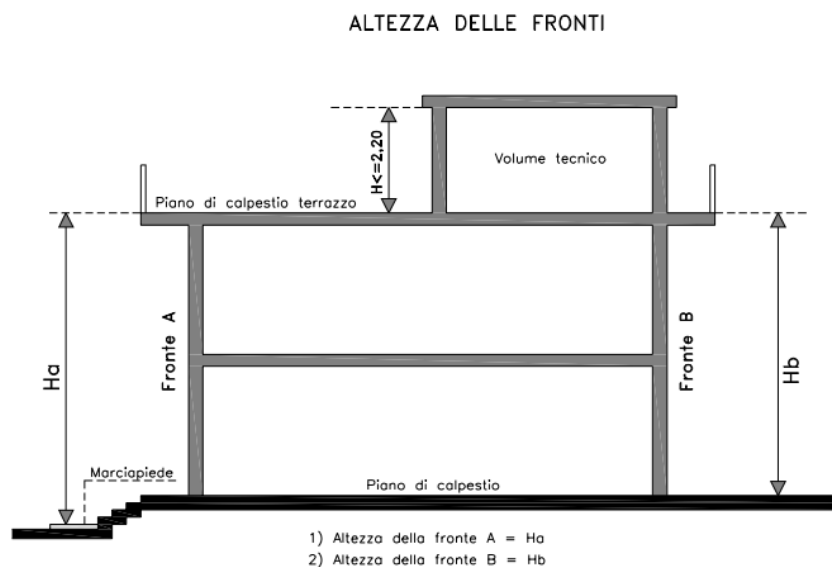 ALTEZZA DELLE FRONTI
H<=2,20
Volume tecnico
Piano di calpestio terrazzo
Ha
Fronte A
Fronte B
Hb
Marciapiede
Piano di calpestio
1) Altezza della fronte A = Ha
2) Altezza della fronte B = Hb